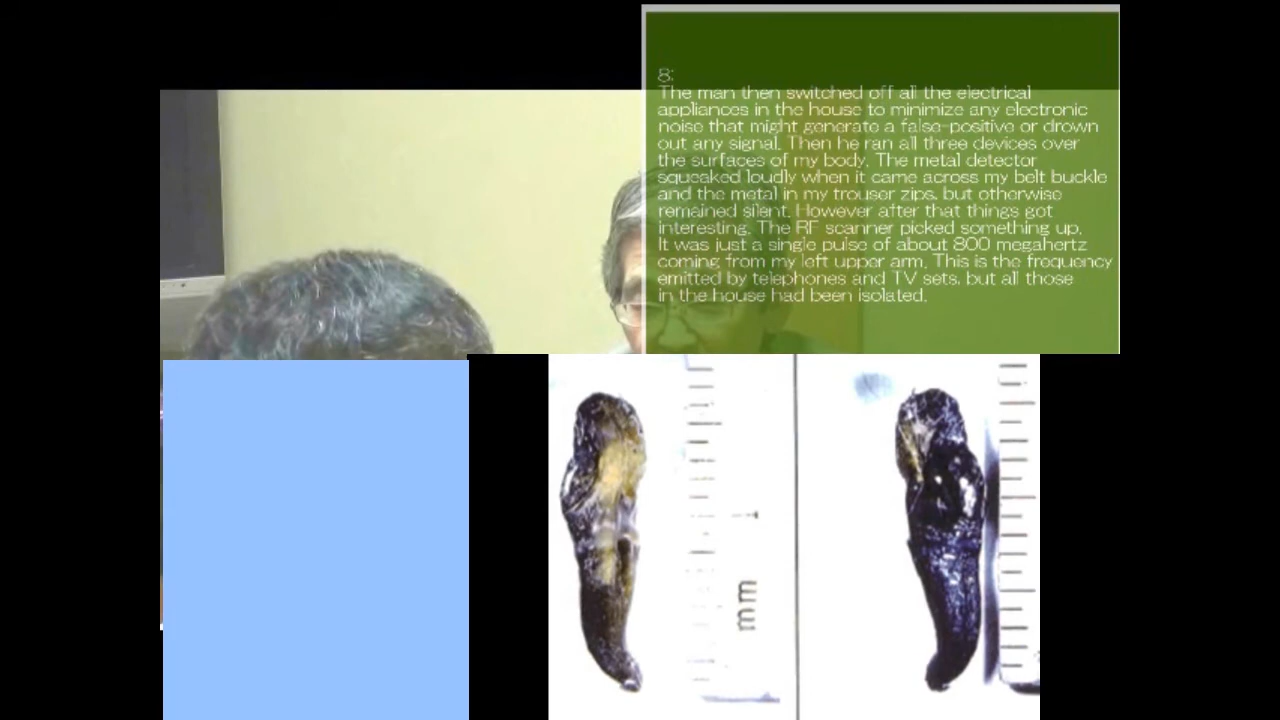 8:
The man then switched off all the electrical
appliances in the house to minimize any electronic
noise that might generate a false-positive or drown
out any signal. Then he ran all three devices over
the surfaces of my body. The metal detector
squeaked loudly when it came across my belt buckle
and the metal in my trouser zips, but otherwise
remained silent. However after that things got
interesting. The RF scanner picked something up.
It was just a single pulse of about 800 megahertz
coming from my left upper arm. This is the frequency
emitted by telephones and TV sets, but all those
in the house had been isolated.
mm